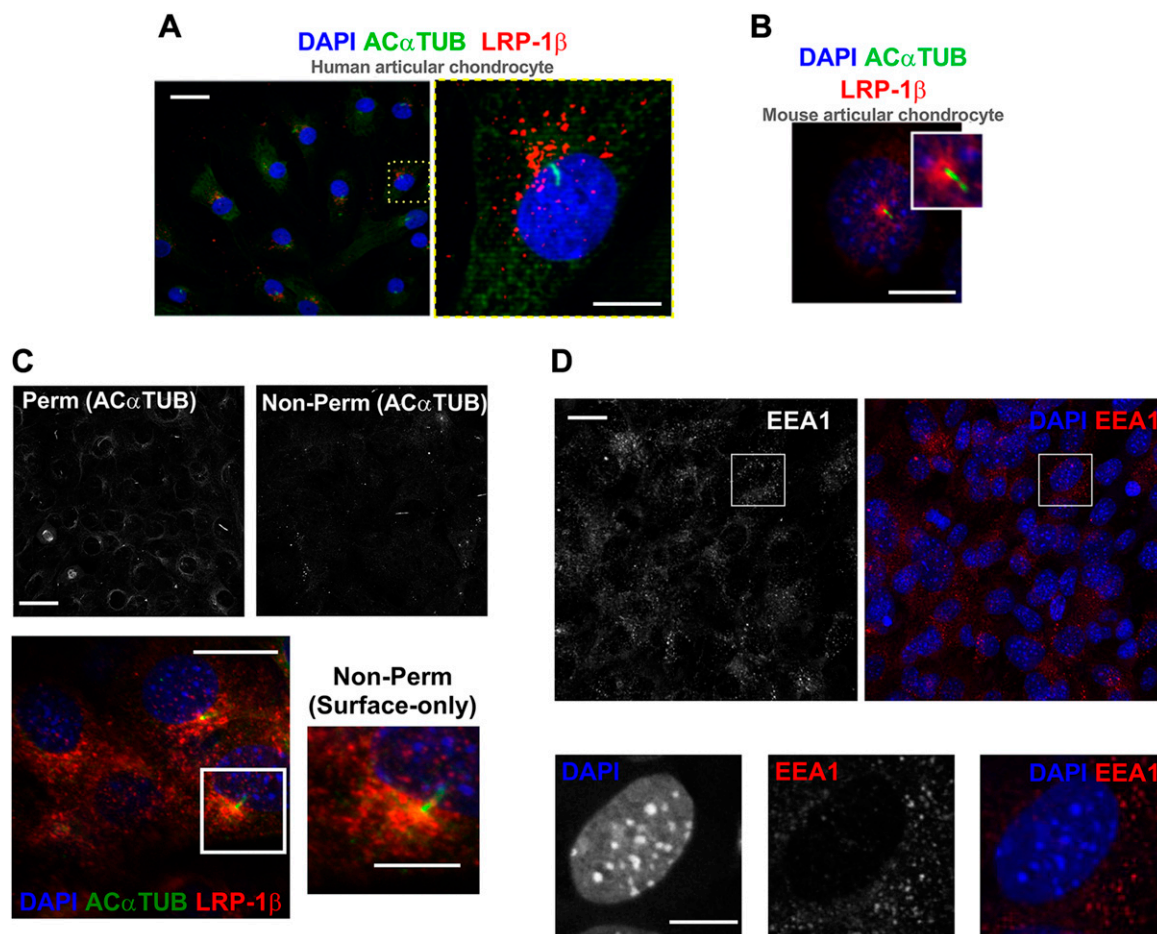 A
DAPI ACαTUB LRP-1β
Human articular chondrocyte
B
DAPI ACαTUB
LRP-1β
Mouse articular chondrocyte
C
Perm (ACαTUB)
Non-Perm (ACαTUB)
Non-Perm
(Surface-only)
DAPI ACαTUB LRP-1β
D
EEA1
DAPI EEA1
DAPI
EEA1
DAPI EEA1